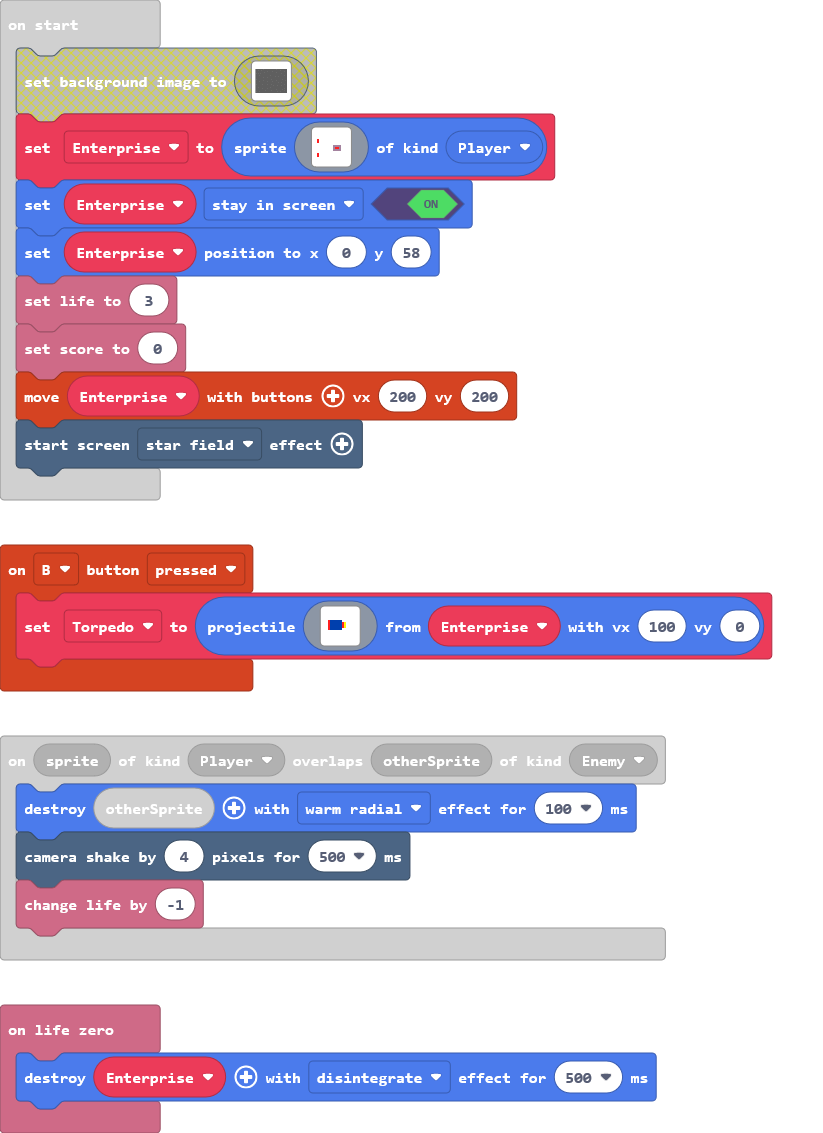 on start
set background image to
set Enterprise to sprite of kind Player
set Enterprise stay in screen ON
set Enterprise position to x 0 y 58
set life to 3
set score to 0
move Enterprise with buttons vx 200 vy 200
start screen star field effect
on B button pressed
set Torpedo to projectile from Enterprise with vx 100 vy 0
on sprite of kind Player overlaps otherSprite of kind Enemy
destroy otherSprite with warm radial effect for 100 ms
camera shake by 4 pixels for 500 ms
change life by -1
on life zero
destroy Enterprise with disintegrate effect for 500 ms